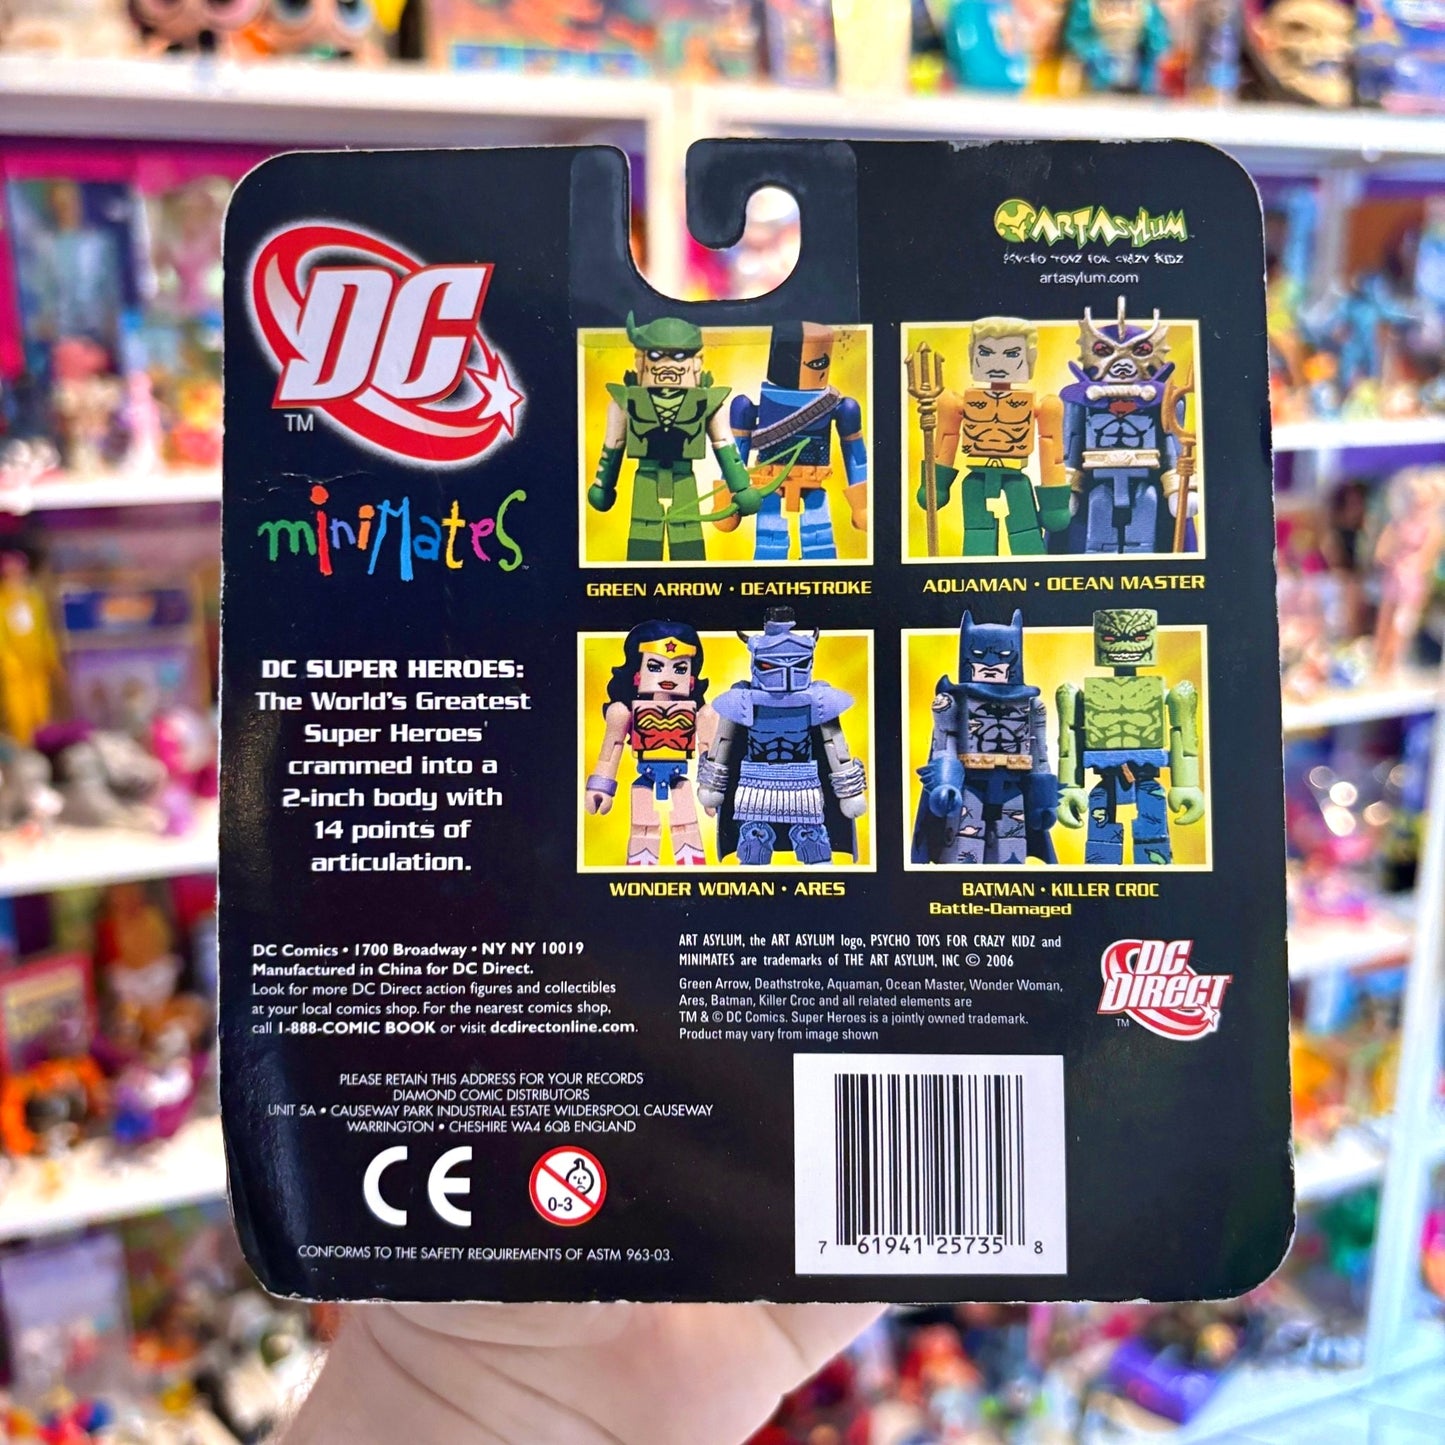 ART ASYLUM
PSYCHO TOYZ FOR CRAZY KIDZ
artasylum.com
DC
TM
miniMates
TM
DC SUPER HEROES:
The World's Greatest
Super Heroes'
crammed into a
2-inch body with
14 points of
articulation.
GREEN ARROW • DEATHSTROKE
AQUAMAN • OCEAN MASTER
WONDER WOMAN • ARES
BATMAN • KILLER CROC
Battle-Damaged
DC Comics • 1700 Broadway • NY NY 10019
Manufactured in China for DC Direct.
Look for more DC Direct action figures and collectibles
at your local comics shop. For the nearest comics shop,
call 1-888-COMIC BOOK or visit dcdirectonline.com.
ART ASYLUM, the ART ASYLUM logo, PSYCHO TOYS FOR CRAZY KIDZ and
MINIMATES are trademarks of THE ART ASYLUM, INC © 2006
Green Arrow, Deathstroke, Aquaman, Ocean Master, Wonder Woman,
Ares, Batman, Killer Croc and all related elements are
TM & © DC Comics. Super Heroes is a jointly owned trademark.
Product may vary from image shown
DC
DIRECT
TM
PLEASE RETAIN THIS ADDRESS FOR YOUR RECORDS
DIAMOND COMIC DISTRIBUTORS
UNIT 5A • CAUSEWAY PARK INDUSTRIAL ESTATE WILDERSPOOL CAUSEWAY
WARRINGTON • CHESHIRE WA4 6QB ENGLAND
CE
0-3
CONFORMS TO THE SAFETY REQUIREMENTS OF ASTM 963-03.
7 61941 25735 8